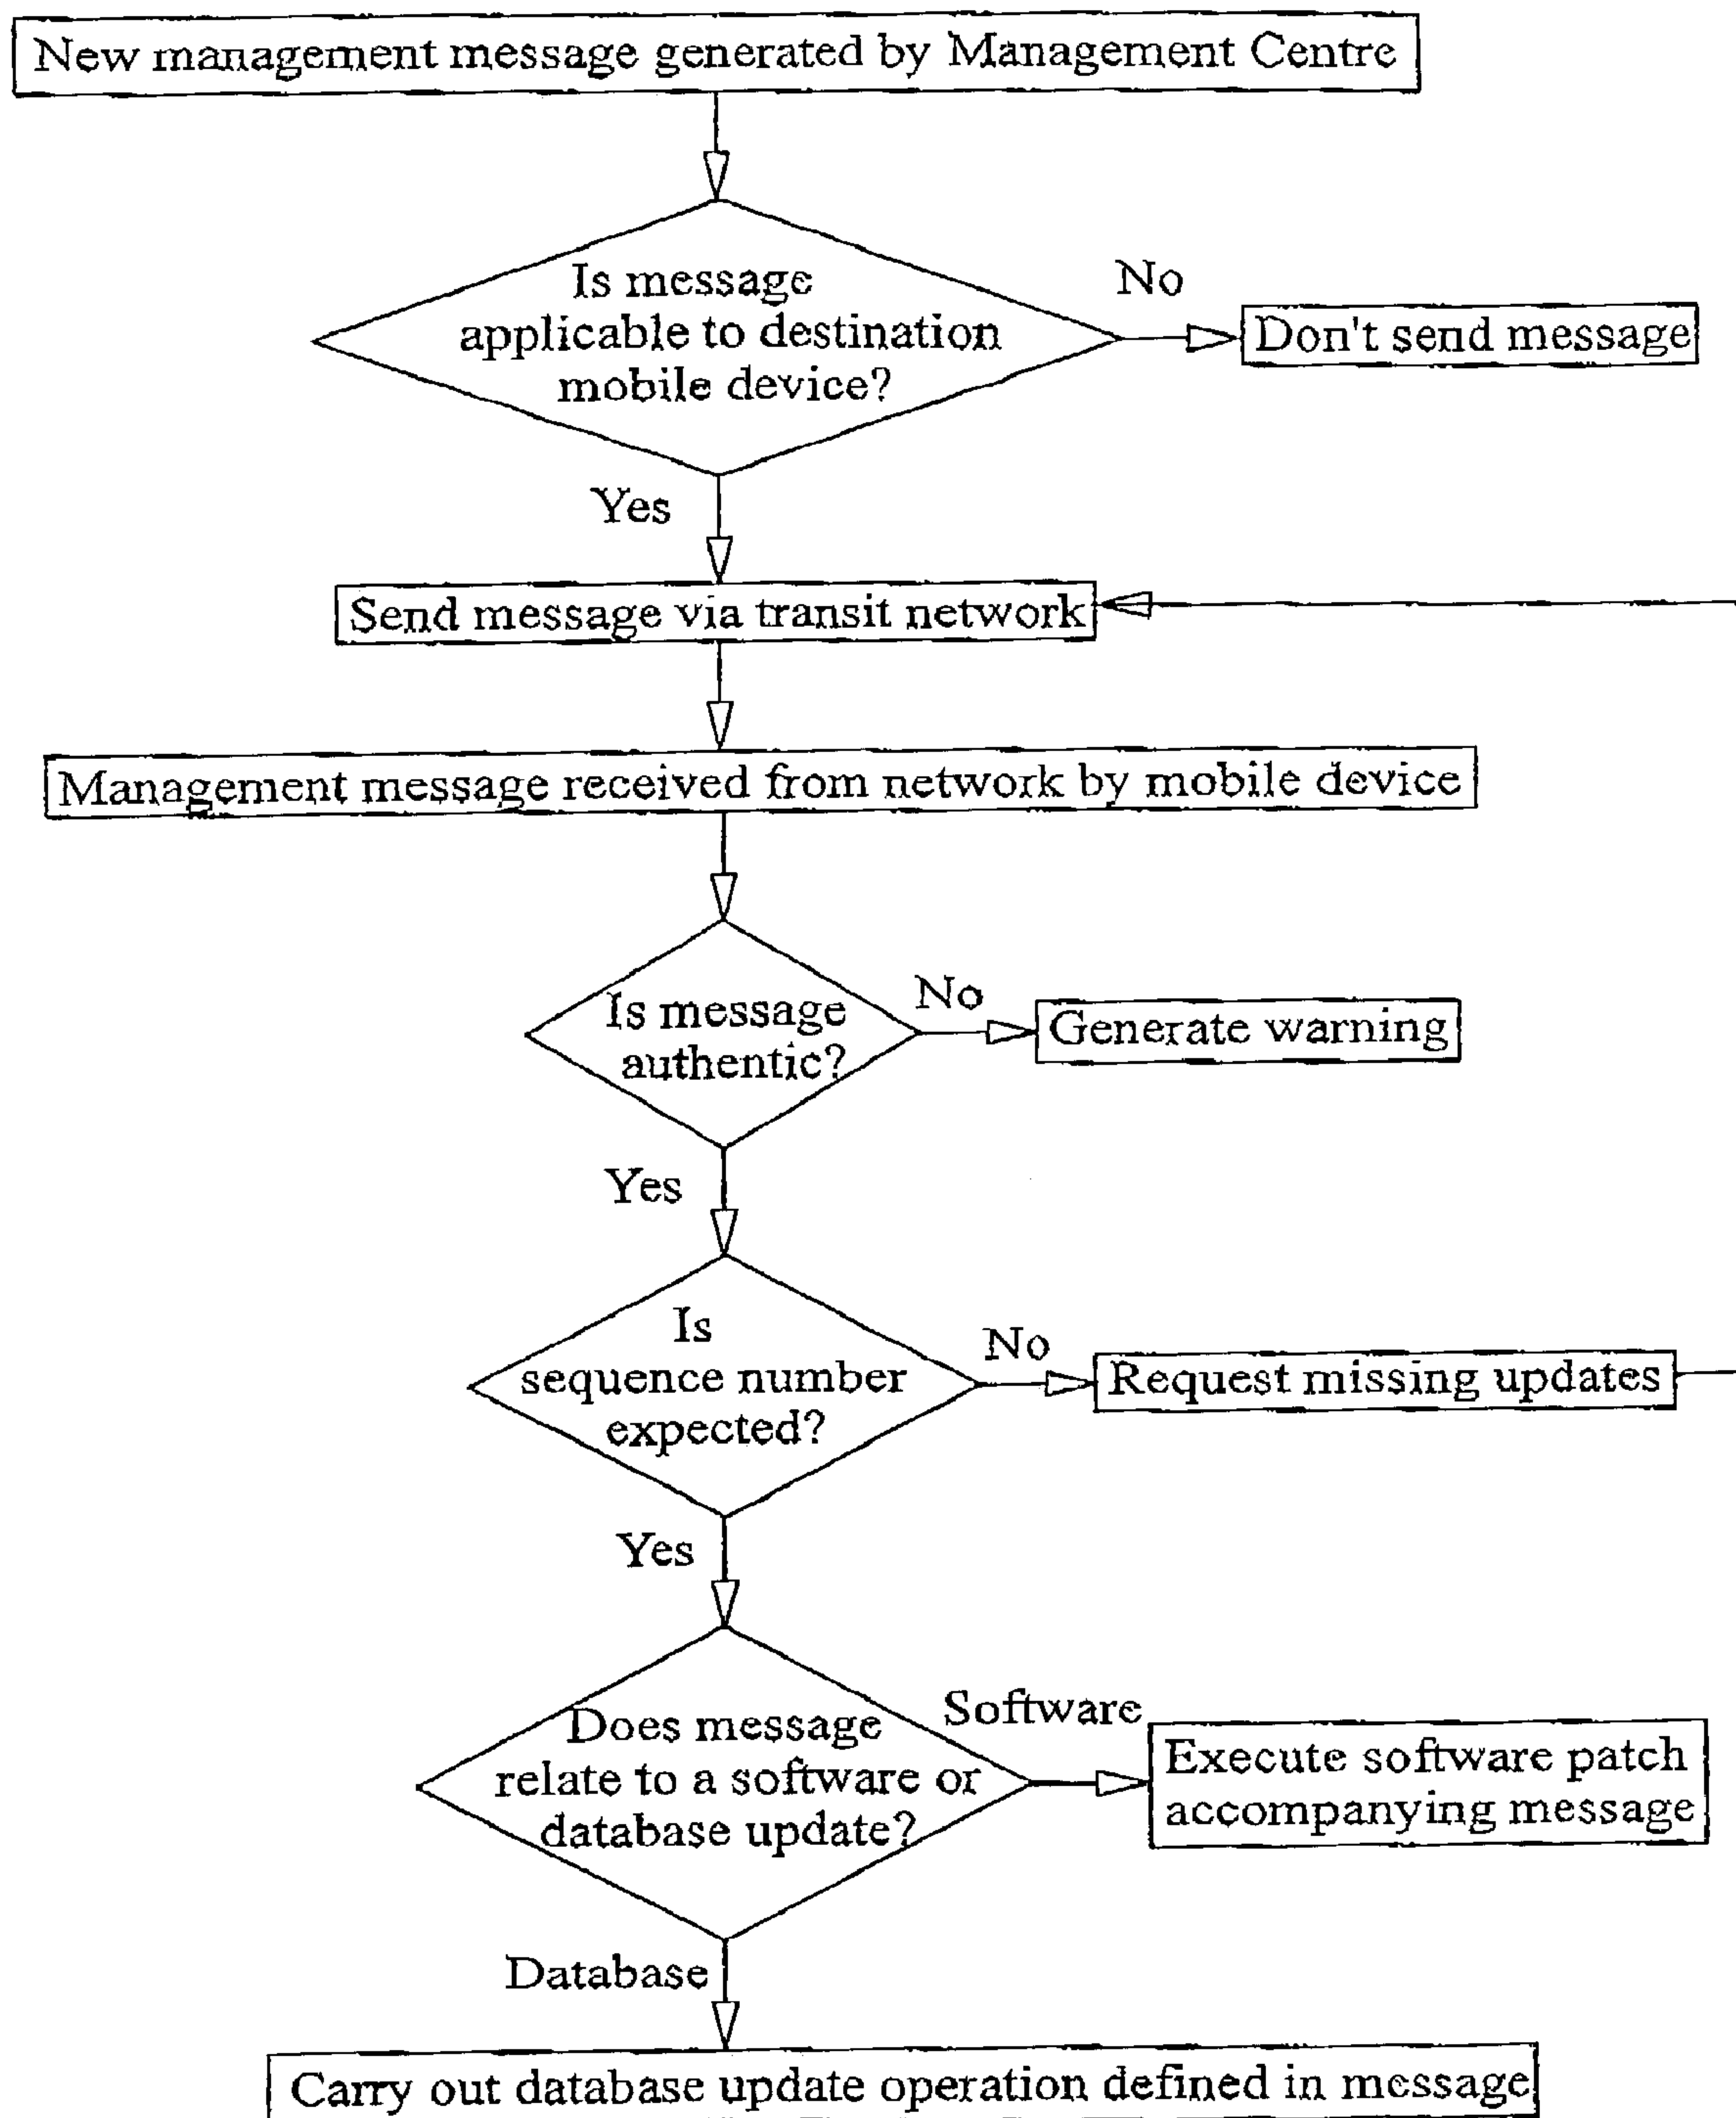 New management message generated by Management Centre
Is message
applicable to destination
mobile device?
No
Don't send message
Yes
Send message via transit network
Management message received from network by mobile device
Is message
authentic?
No
Generate warning
Yes
Is
sequence number
expected?
No
Request missing updates
Yes
Does message
relate to a software or
database update?
Software
Execute software patch
accompanying message
Database
Carry out database update operation defined in message